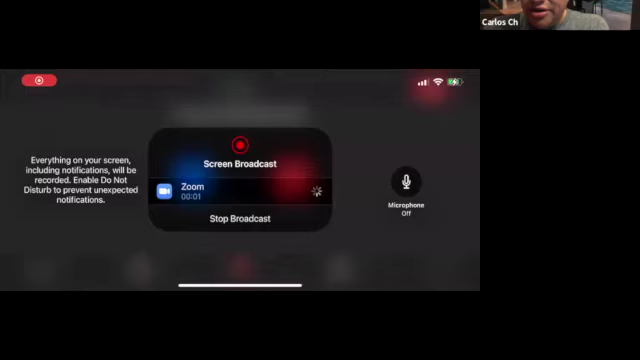 Carlos Ch
Everything on your screen,
including notifications, will be
recorded. Enable Do Not
Disturb to prevent unexpected
notifications.
Screen Broadcast
Zoom
00:01
Stop Broadcast
Microphone
Off